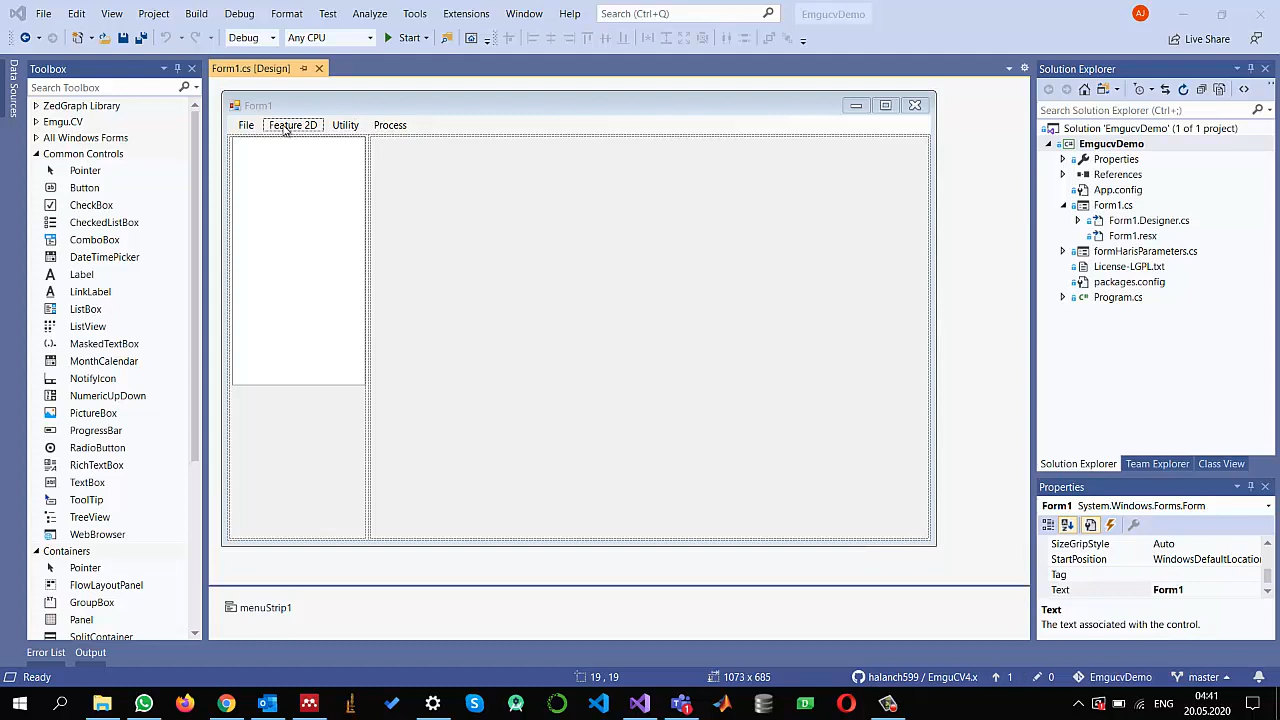 File Edit View Project Build Debug Format Test Analyze Tools Extensions Window Help Search (Ctrl+Q) EmgucvDemo AJ
Debug Any CPU Start Live Share
Data Sources
Toolbox
Search Toolbox
ZedGraph Library
Emgu.CV
All Windows Forms
Common Controls
Pointer
Button
CheckBox
CheckedListBox
ComboBox
DateTimePicker
Label
LinkLabel
ListBox
ListView
MaskedTextBox
MonthCalendar
NotifyIcon
NumericUpDown
PictureBox
ProgressBar
RadioButton
RichTextBox
TextBox
ToolTip
TreeView
WebBrowser
Containers
Pointer
FlowLayoutPanel
GroupBox
Panel
SplitContainer
Form1.cs [Design]
Form1
File Feature 2D Utility Process
menuStrip1
Solution Explorer
Search Solution Explorer (Ctrl+;)
Solution 'EmgucvDemo' (1 of 1 project)
EmgucvDemo
Properties
References
App.config
Form1.cs
Form1.Designer.cs
Form1.resx
formHarisParameters.cs
License-LGPL.txt
packages.config
Program.cs
Solution Explorer Team Explorer Class View
Properties
Form1 System.Windows.Forms.Form
SizeGripStyle Auto
StartPosition WindowsDefaultLocation
Tag
Text Form1
Text
The text associated with the control.
Error List Output
Ready 19 , 19 1073 x 685 halanch599 / EmguCV4.x 1 0 EmgucvDemo master
ENG 04:41
20.05.2020